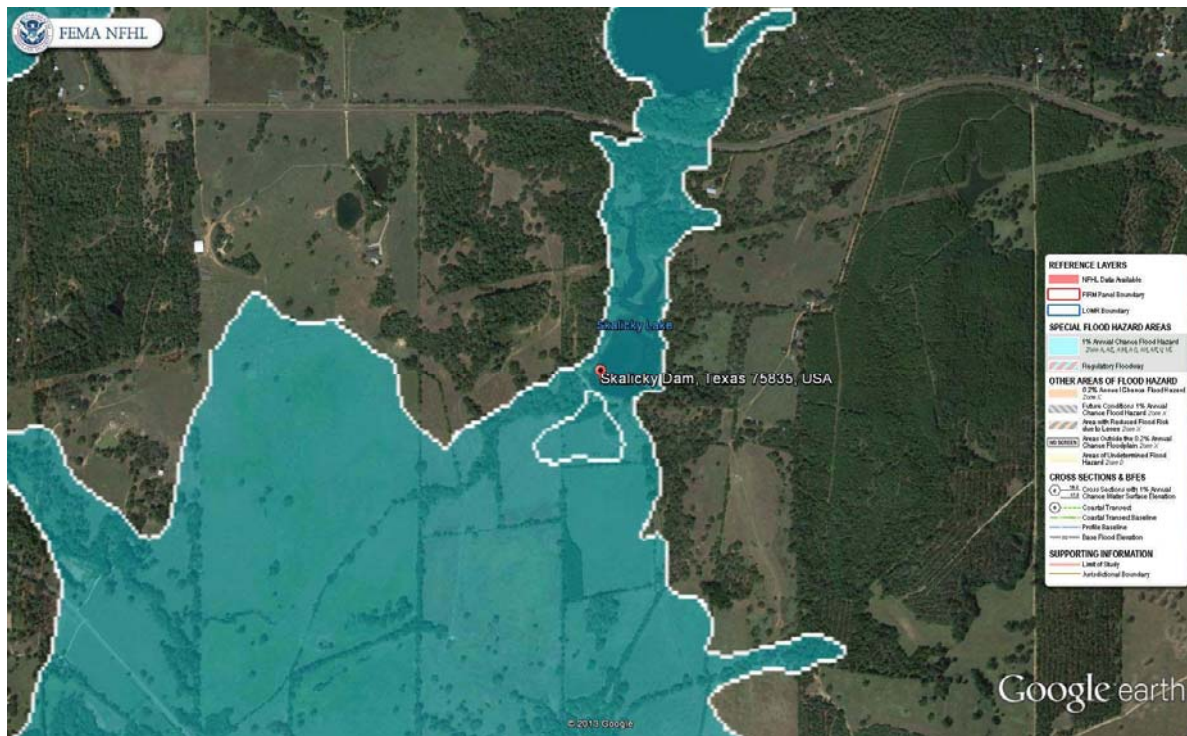 FEMA NFHL
Skalicky Lake
Skalicky Dam, Texas 75835, USA
REFERENCE LAYERS
NFHL Data Available
FIRM Panel Boundary
LOMR Boundary
SPECIAL FLOOD HAZARD AREAS
1% Annual Chance Flood Hazard
Regulatory Floodway
OTHER AREAS OF FLOOD HAZARD
0.2% Annual Chance Flood Hazard
Zone X
Future Conditions 1% Annual
Chance Flood Hazard Zone X
Area with Reduced Flood Risk
due to Levee Zone X
NO SCREEN Areas Outside the 0.2% Annual
Chance Floodplain Zone X
Areas of Undetermined Flood
Hazard Zone D
CROSS SECTIONS & BFES
Cross Sections with 1% Annual
Chance Water Surface Elevation
Coastal Transect
Coastal Transect Baseline
Profile Baseline
Base Flood Elevation
SUPPORTING INFORMATION
Limit of Study
Jurisdictional Boundary
Google earth
© 2013 Google